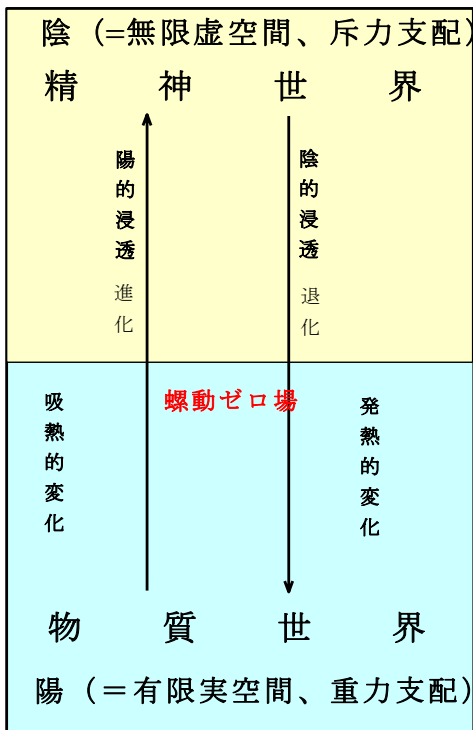 陰（=無限虚空間、斥力支配）
精神世界
陽的浸透 進化
陰的浸透 退化
吸熱的変化
螺動ゼロ場
発熱的変化
物質世界
陽（＝有限実空間、重力支配）